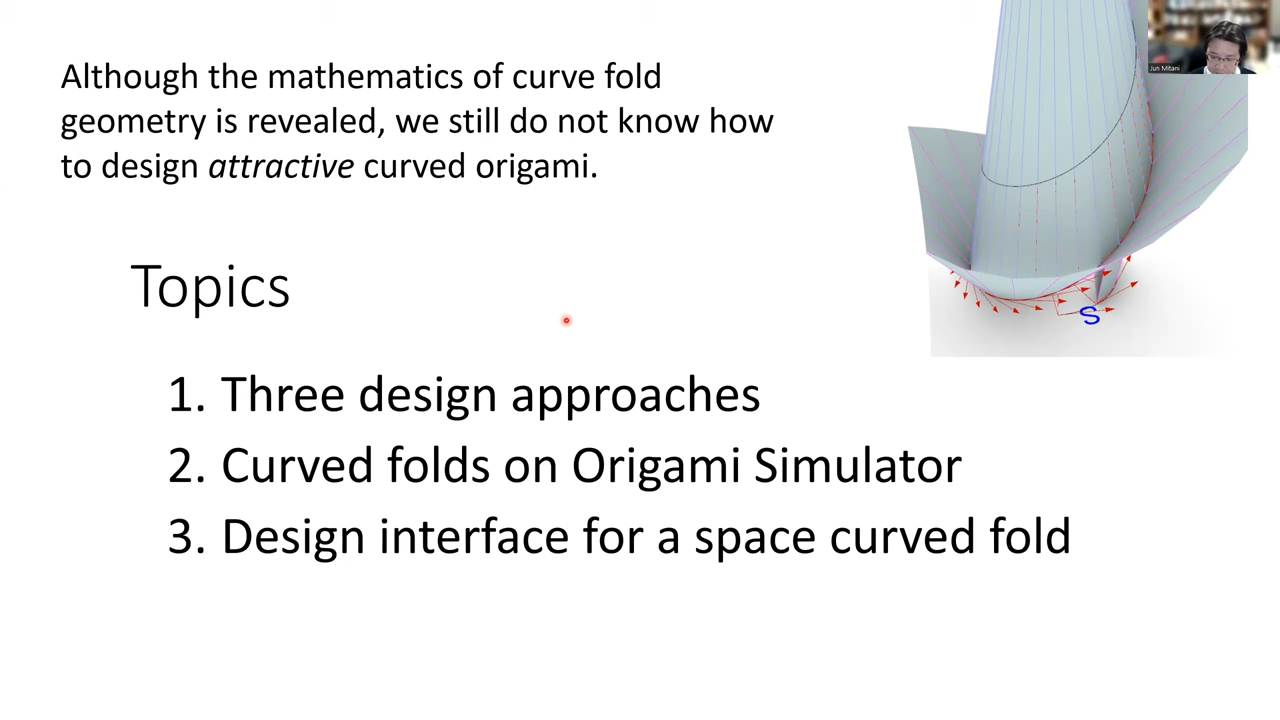 Although the mathematics of curve fold
geometry is revealed, we still do not know how
to design attractive curved origami.
Jun Mitani
S
Topics
1. Three design approaches
2. Curved folds on Origami Simulator
3. Design interface for a space curved fold